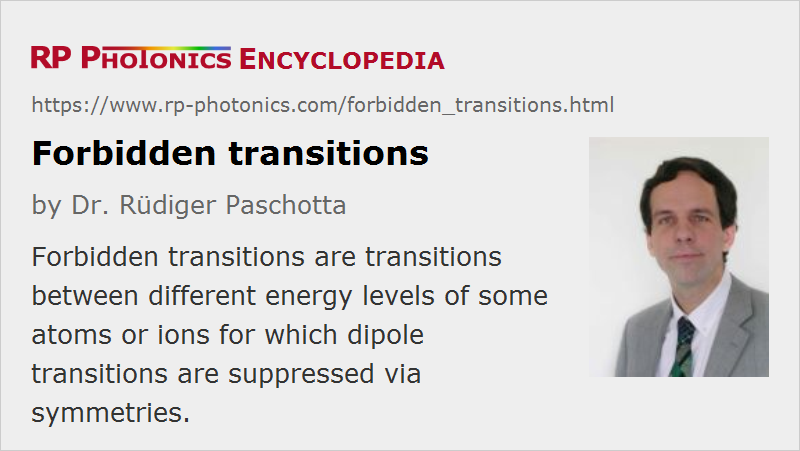 RP PHOTONICS ENCYCLOPEDIA
https://www.rp-photonics.com/forbidden_transitions.html
Forbidden transitions
by Dr. Rüdiger Paschotta
Forbidden transitions are transitions
between different energy levels of some
atoms or ions for which dipole
transitions are suppressed via
symmetries.